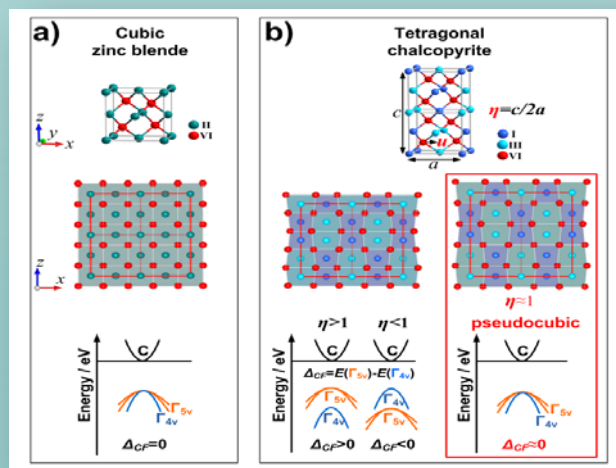 a)
Cubic
zinc blende
z
y
x
II
VI
z
x
Energy / eV
C
Γ5v
Γ4v
ΔCF=0
b)
Tetragonal
chalcopyrite
c
u
a
η=c/2a
I
III
VI
η≈1
η>1 η<1 pseudocubic
Energy / eV
C C
ΔCF=E(Γ5v)-E(Γ4v)
Γ5v Γ4v
Γ4v Γ5v
ΔCF>0 ΔCF<0
Energy / eV
C
Γ5v
Γ4v
ΔCF≈0